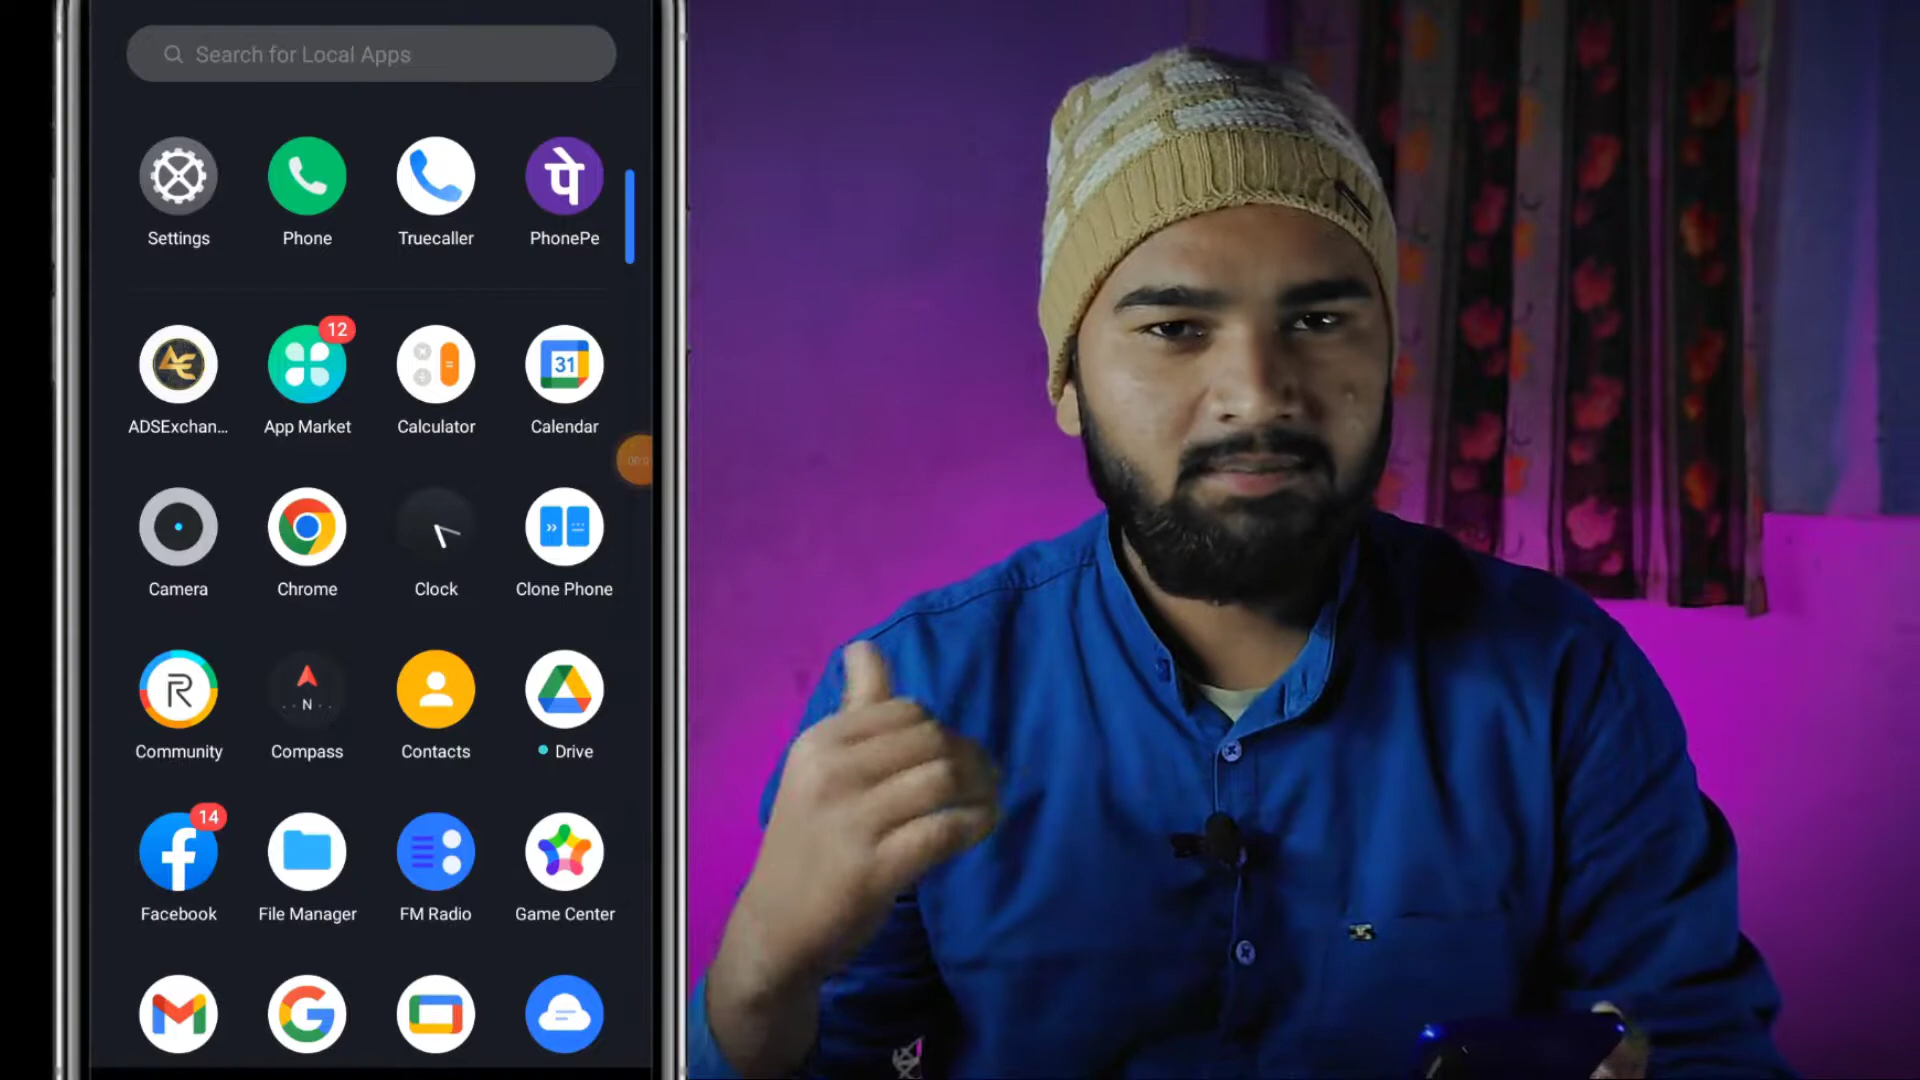 Search for Local Apps
पे
Settings Phone Truecaller PhonePe
12
31
ADSExchan... App Market Calculator Calendar
Camera Chrome Clock Clone Phone
R
N
Community Compass Contacts Drive
14
Facebook File Manager FM Radio Game Center